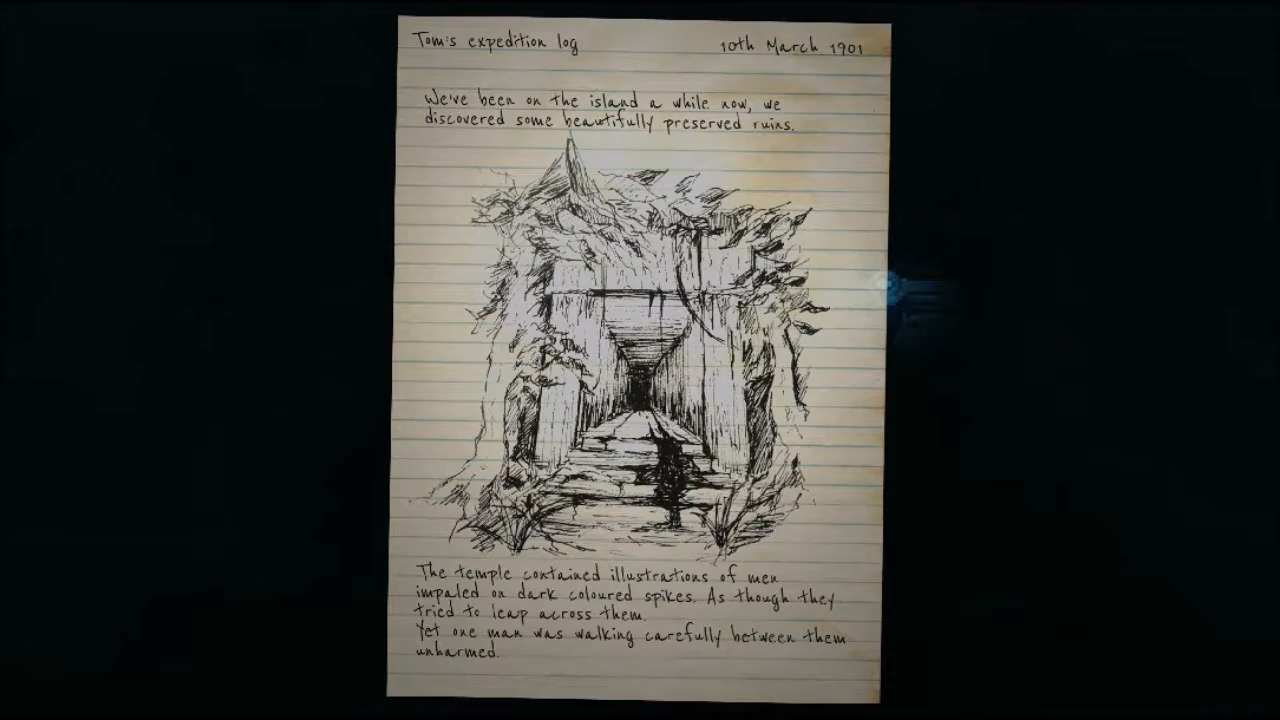 Tom's expedition log
10th March 1901
We've been on the island a while now, we
discovered some beautifully preserved ruins.
The temple contained illustrations of men
impaled on dark coloured spikes. As though they
tried to leap across them.
Yet one man was walking carefully between them
unharmed.